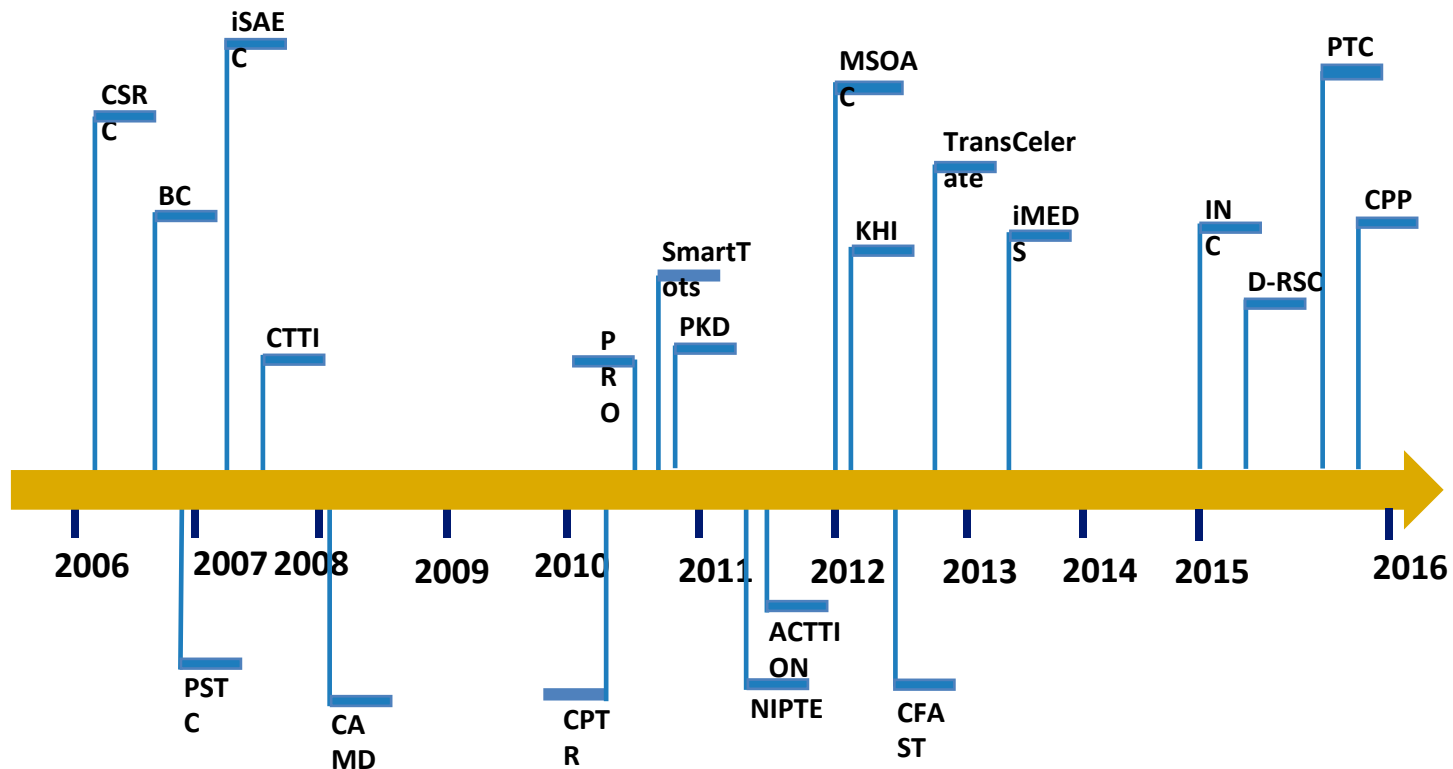 iSAE
C
CSR
C
BC
CTTI
MSOA
C
PTC
TransCeler
ate
KHI
iMED
S
IN
C
CPP
D-RSC
SmartT
ots
PKD
P
R
O
2006
2007
2008
2009
2010
2011
2012
2013
2014
2015
2016
PST
C
CA
MD
CPT
R
ACTTI
ON
NIPTE
CFA
ST